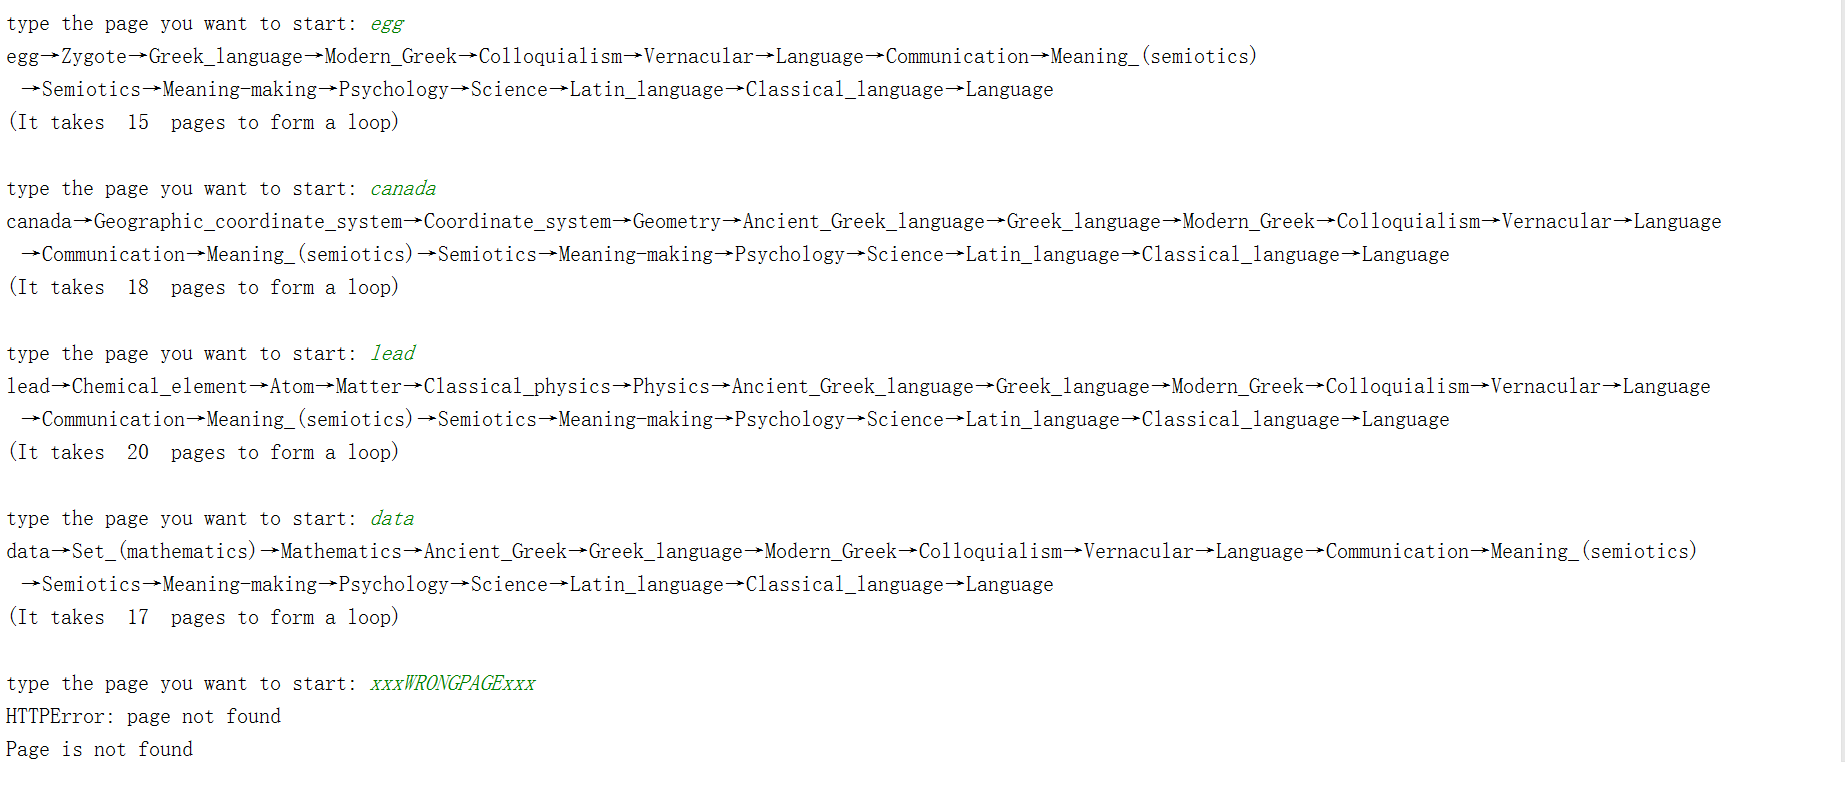 type the page you want to start: egg
egg→Zygote→Greek_language→Modern_Greek→Colloquialism→Vernacular→Language→Communication→Meaning_(semiotics)
→Semiotics→Meaning-making→Psychology→Science→Latin_language→Classical_language→Language
(It takes  15  pages to form a loop)
type the page you want to start: canada
canada→Geographic_coordinate_system→Coordinate_system→Geometry→Ancient_Greek_language→Greek_language→Modern_Greek→Colloquialism→Vernacular→Language
→Communication→Meaning_(semiotics)→Semiotics→Meaning-making→Psychology→Science→Latin_language→Classical_language→Language
(It takes  18  pages to form a loop)
type the page you want to start: lead
lead→Chemical_element→Atom→Matter→Classical_physics→Physics→Ancient_Greek_language→Greek_language→Modern_Greek→Colloquialism→Vernacular→Language
→Communication→Meaning_(semiotics)→Semiotics→Meaning-making→Psychology→Science→Latin_language→Classical_language→Language
(It takes  20  pages to form a loop)
type the page you want to start: data
data→Set_(mathematics)→Mathematics→Ancient_Greek→Greek_language→Modern_Greek→Colloquialism→Vernacular→Language→Communication→Meaning_(semiotics)
→Semiotics→Meaning-making→Psychology→Science→Latin_language→Classical_language→Language
(It takes  17  pages to form a loop)
type the page you want to start: xxxWRONGPAGExxx
HTTPError: page not found
Page is not found